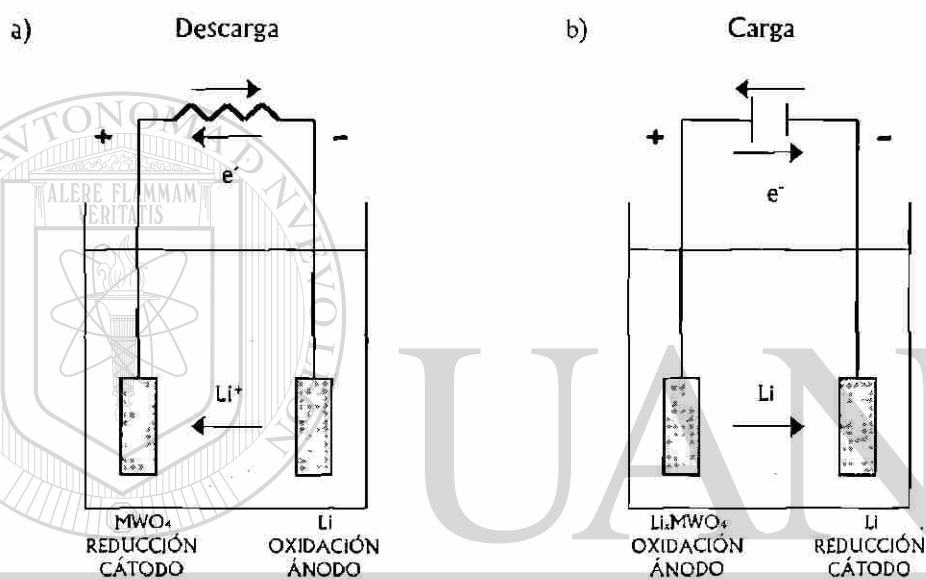 a) Descarga
+ -
e-
Li+
MWO₄
REDUCCIÓN
CÁTODO
Li
OXIDACIÓN
ÁNODO
b) Carga
+ -
e-
Li
LiₓMWO₄
OXIDACIÓN
ÁNODO
Li
REDUCCIÓN
CÁTODO
ALERE FLAMMAM
VERITATIS
UAN